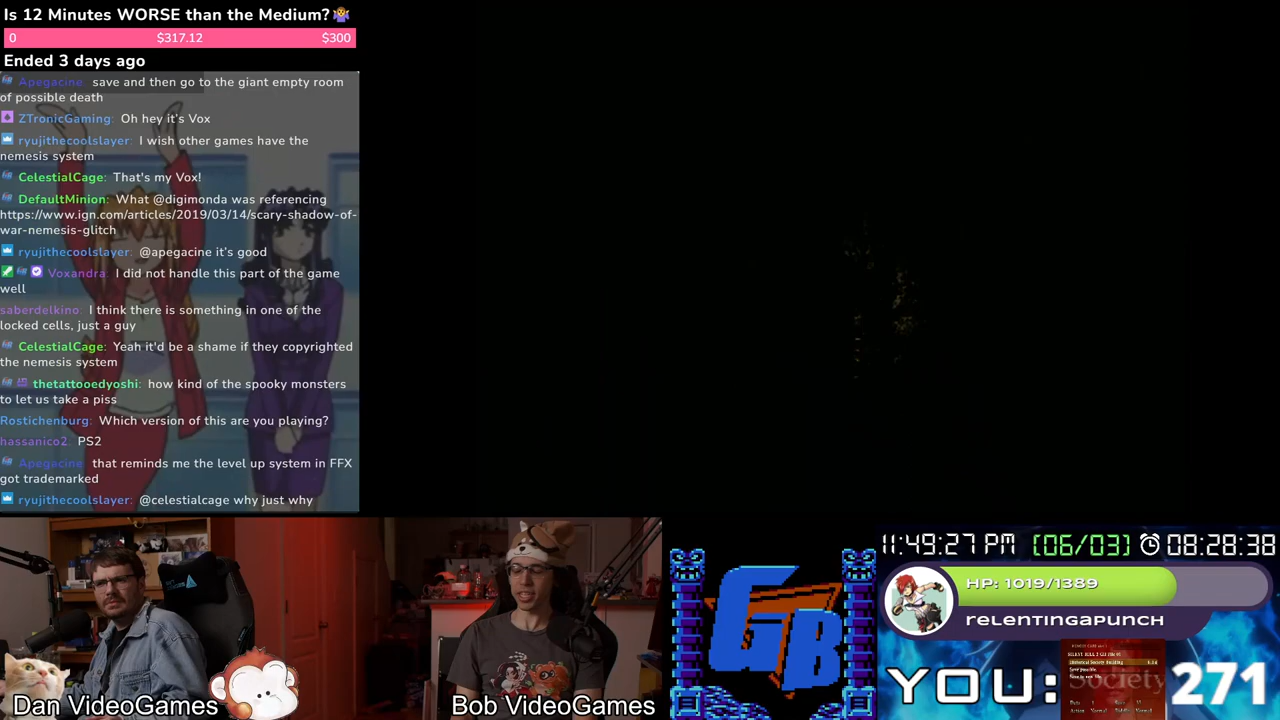 Is 12 Minutes WORSE than the Medium?🤷
0 $317.12 $300
Ended 3 days ago
Apegacine: save and then go to the giant empty room
of possible death
ZTronicGaming: Oh hey it's Vox
ryujithecoolslayer: I wish other games have the
nemesis system
CelestialCage: That's my Vox!
DefaultMinion: What @digimonda was referencing
https://www.ign.com/articles/2019/03/14/scary-shadow-of-
war-nemesis-glitch
ryujithecoolslayer: @apegacine it's good
Voxandra: I did not handle this part of the game
well
saberdelkino: I think there is something in one of the
locked cells, just a guy
CelestialCage: Yeah it'd be a shame if they copyrighted
the nemesis system
thetattooedyoshi: how kind of the spooky monsters
to let us take a piss
Rostichenburg: Which version of this are you playing?
hassanico2: PS2
Apegacine: that reminds me the level up system in FFX
got trademarked
ryujithecoolslayer: @celestialcage why just why
Dan VideoGames
Bob VideoGames
GB
11:49:27 PM [06/03] 08:28:38
HP: 1019/1389
relentingapunch
YOU:
Society
271